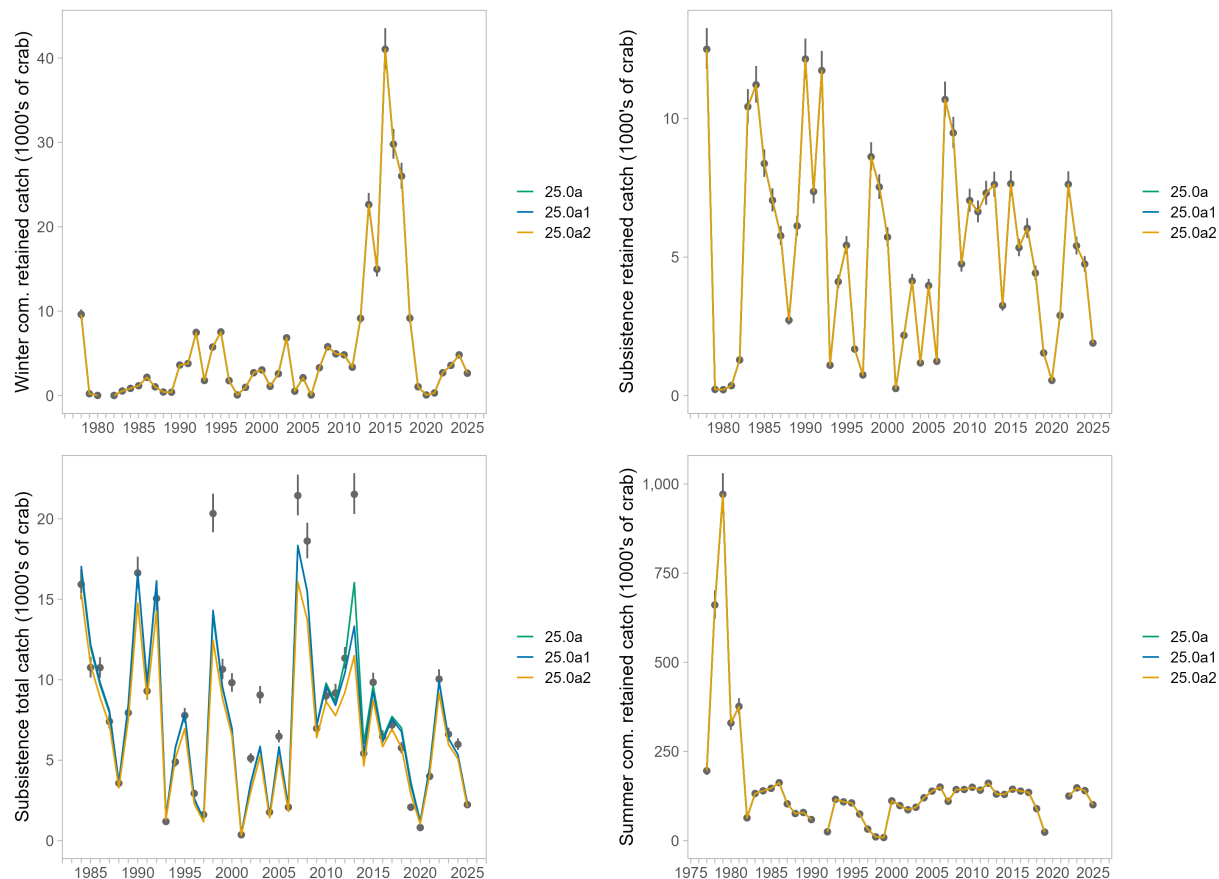 Winter com. retained catch (1000's of crab)
40
30
20
10
0
1980 1985 1990 1995 2000 2005 2010 2015 2020 2025
25.0a
25.0a1
25.0a2
Subsistence retained catch (1000's of crab)
10
5
0
1980 1985 1990 1995 2000 2005 2010 2015 2020 2025
25.0a
25.0a1
25.0a2
Subsistence total catch (1000's of crab)
20
15
10
5
0
1985 1990 1995 2000 2005 2010 2015 2020 2025
25.0a
25.0a1
25.0a2
Summer com. retained catch (1000's of crab)
1,000
750
500
250
0
1975 1980 1985 1990 1995 2000 2005 2010 2015 2020 2025
25.0a
25.0a1
25.0a2